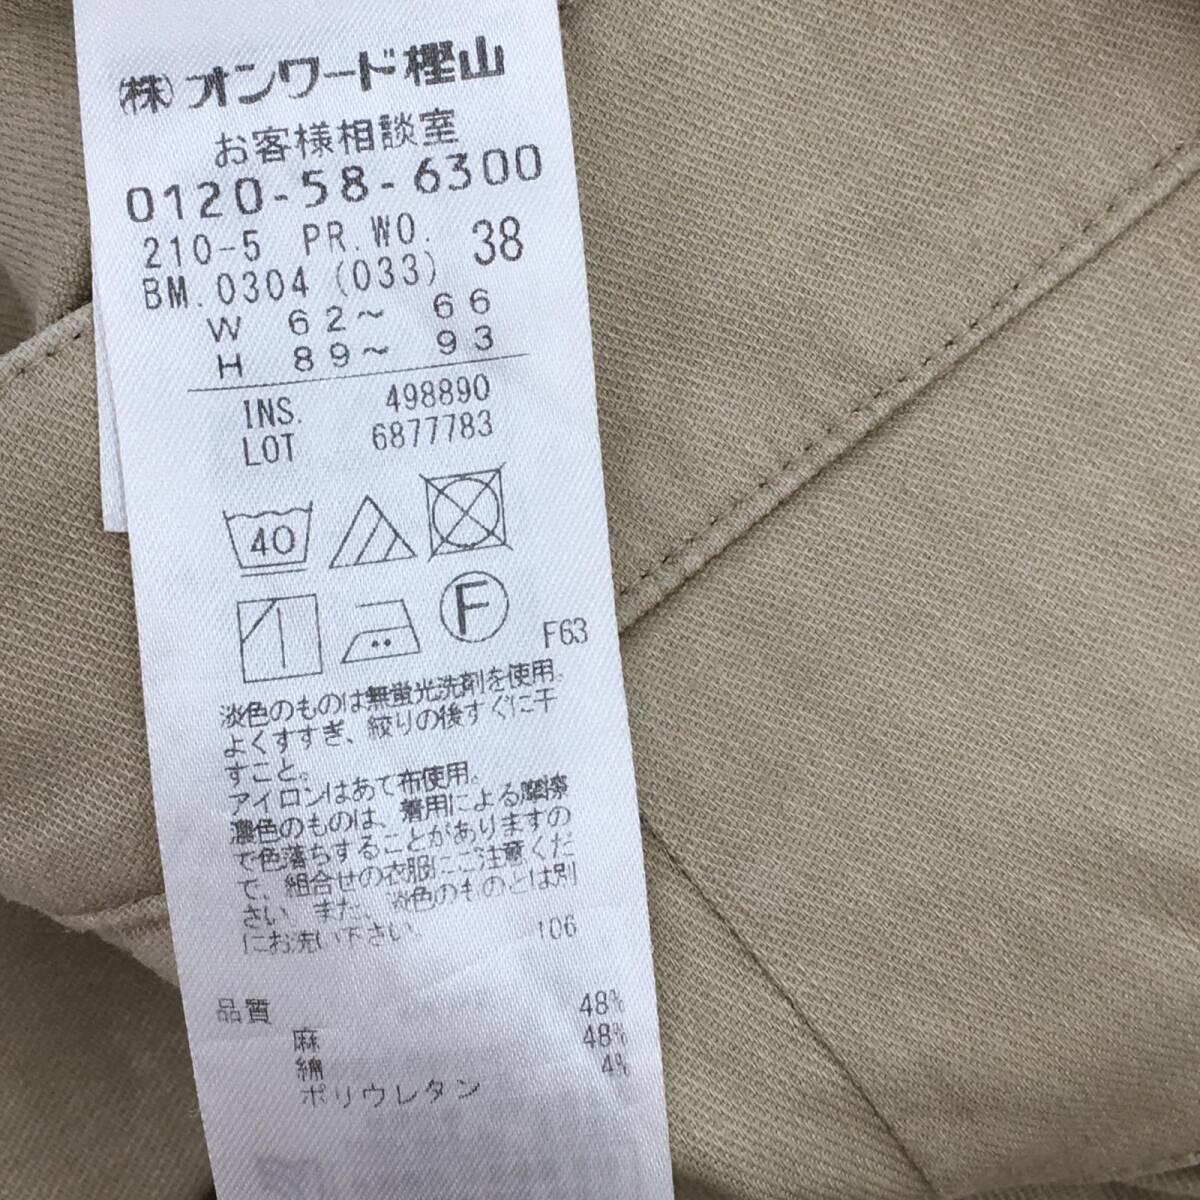 (株)オンワード樫山
お客様相談室
0120-58-6300
210-5 PR.WO. 38
BM.0304 (033)
W 62〜 66
H 89〜 93
INS. 498890
LOT 6877783
40
F
F63
淡色のものは無蛍光洗剤を使用。
よくすすぎ、絞りの後すぐに干
すこと。
アイロンはあて布使用。
濃色のものは、着用による摩擦
で色落ちすることがありますの
で、組合せの衣服にご注意くだ
さい。また、淡色のものとは別
にお洗い下さい。 106
品質 48%
麻 48%
綿 4%
ポリウレタン